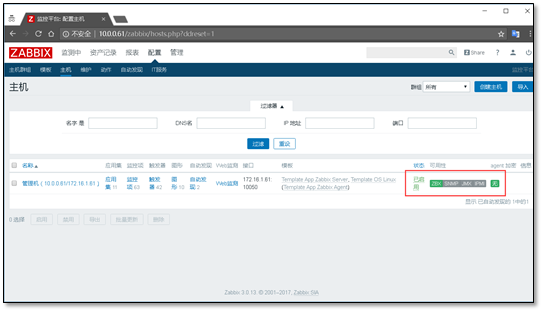 监控平台: 配置主机
不安全 | 10.0.0.61/zabbix/hosts.php?ddreset=1
ZABBIX 监测中 资产记录 报表 配置 管理 Share ?
主机群组 模板 主机 维护 动作 自动发现 IT服务 监控平台
主机 群组 所有 创建主机 导入
过滤器 ▲
名字 是 DNS名 IP 地址 端口
过滤 重设
名称▲ 应用集 监控项 触发器 图形 自动发现 Web监测 接口 模板 状态 可用性 agent 加密 信息
管理机 ( 10.0.0.61/172.16.1.61 ) 应用集 11 监控项 63 触发器 42 图形 10 自动发现 2 Web监测 172.16.1.61: 10050 Template App Zabbix Server, Template OS Linux (Template App Zabbix Agent) 已启用 ZBX SNMP JMX IPMI 无
显示 已自动发现的 1中的1
0 选择 启用 禁用 导出 批量更新 删除
Zabbix 3.0.13. © 2001–2017, Zabbix SIA